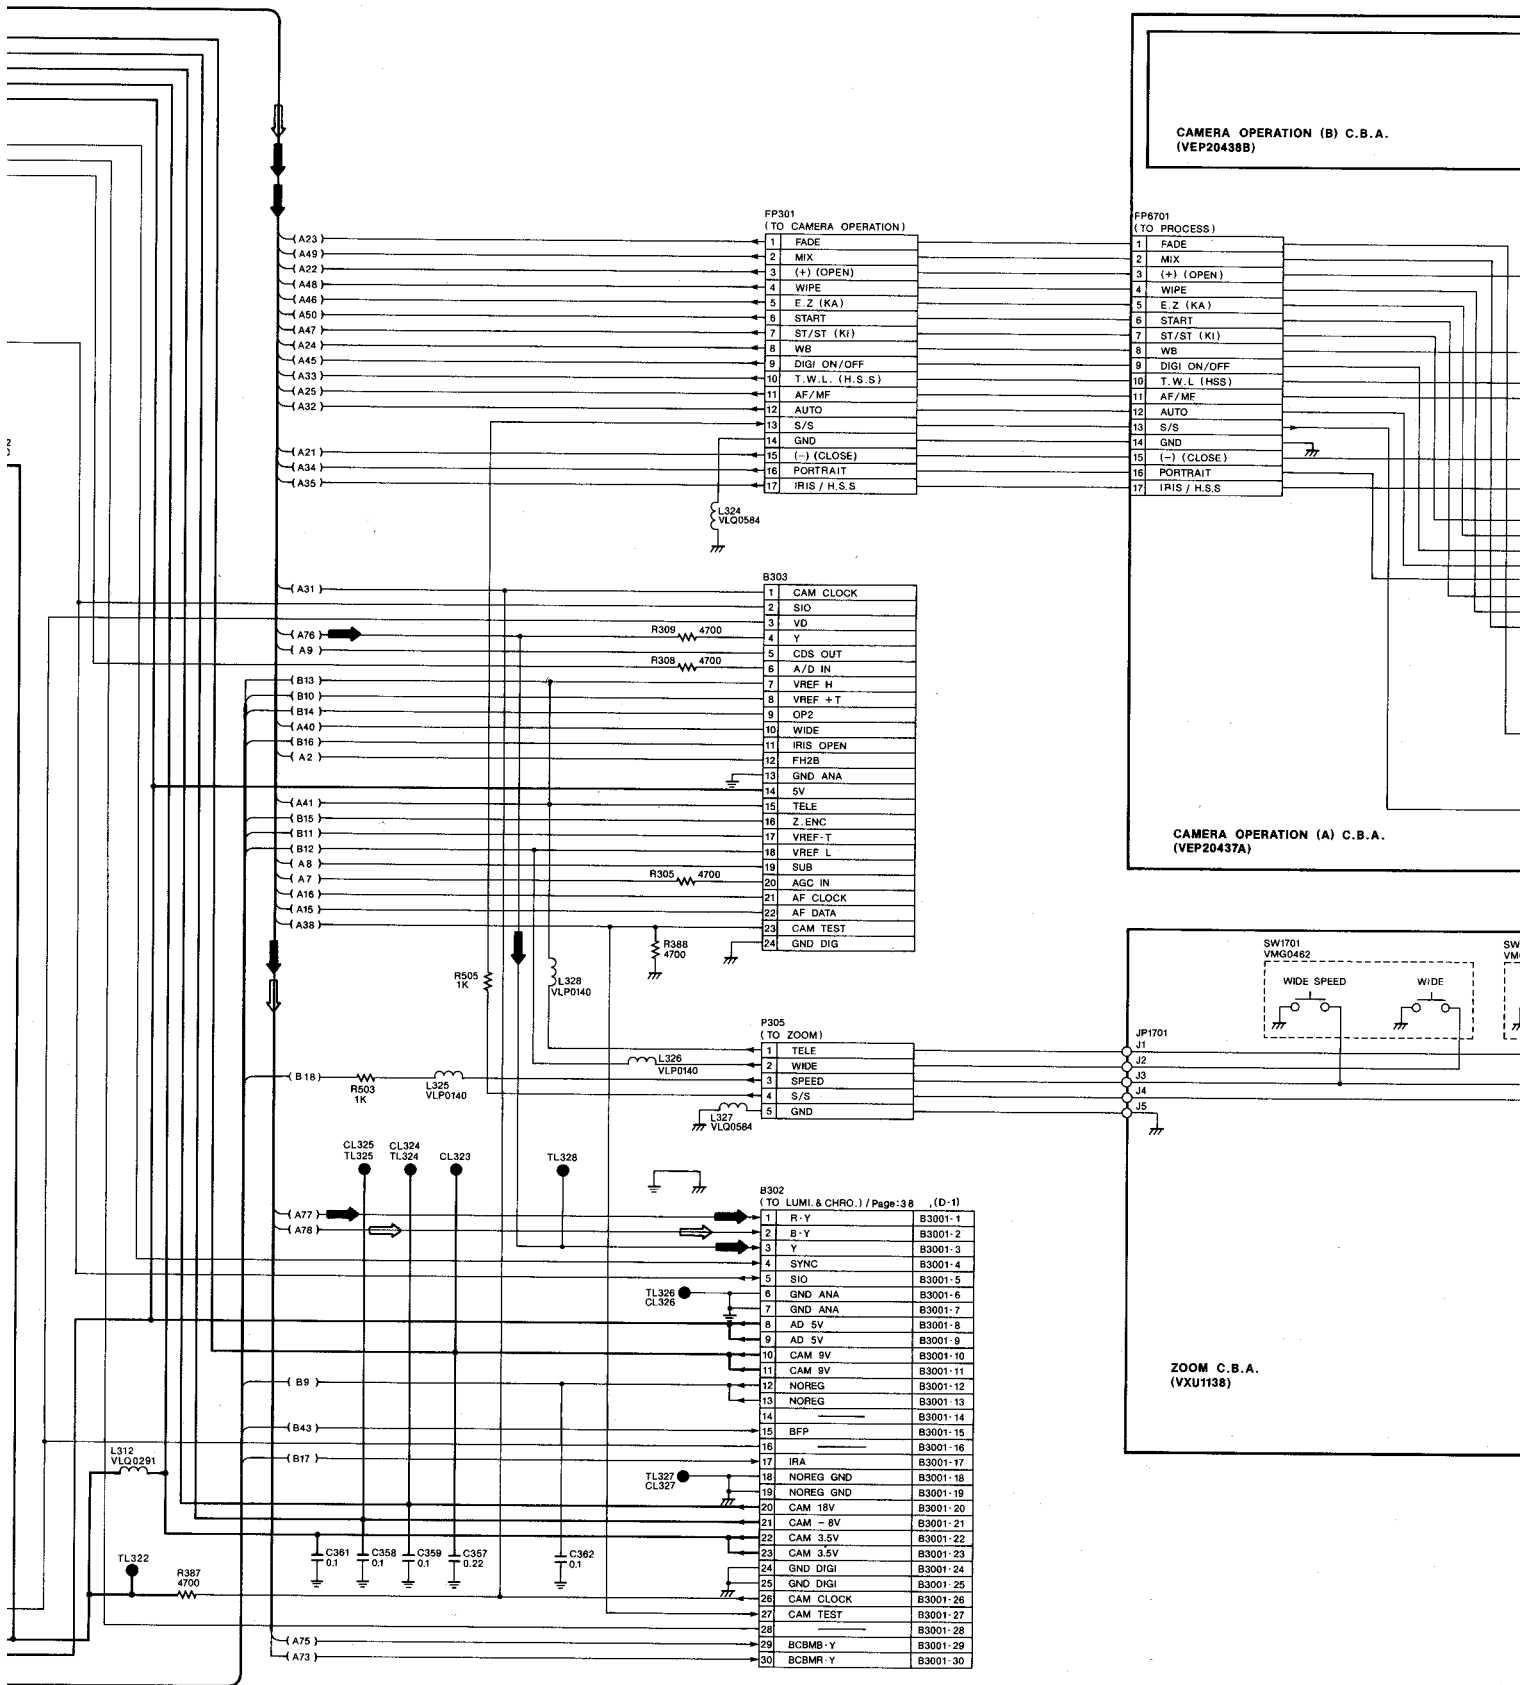 CAMERA OPERATION (B) C.B.A.
(VEP20438B)
FP301
(TO CAMERA OPERATION)
(A23) 1 FADE
(A49) 2 MIX
(A22) 3 (+) (OPEN)
(A48) 4 WIPE
(A46) 5 E.Z (KA)
(A50) 6 START
(A47) 7 ST/ST (KI)
(A24) 8 WB
(A45) 9 DIGI ON/OFF
(A33) 10 T.W.L. (H.S.S)
(A25) 11 AF/MF
(A32) 12 AUTO
13 S/S
14 GND
(A21) 15 (-) (CLOSE)
(A34) 16 PORTRAIT
(A35) 17 IRIS / H.S.S
L324
VLQ0584
FP6701
(TO PROCESS)
1 FADE
2 MIX
3 (+) (OPEN)
4 WIPE
5 E.Z (KA)
6 START
7 ST/ST (KI)
8 WB
9 DIGI ON/OFF
10 T.W.L (HSS)
11 AF/MF
12 AUTO
13 S/S
14 GND
15 (-) (CLOSE)
16 PORTRAIT
17 IRIS / H.S.S
CAMERA OPERATION (A) C.B.A.
(VEP20437A)
B303
(A31) 1 CAM CLOCK
2 SIO
3 VD
(A76) R309 4700 4 Y
(A9) 5 CDS OUT
R308 4700 6 A/D IN
(B13) 7 VREF H
(B10) 8 VREF +T
(B14) 9 OP2
(A40) 10 WIDE
(B16) 11 IRIS OPEN
(A2) 12 FH2B
13 GND ANA
14 5V
(A41) 15 TELE
(B15) 16 Z.ENC
(B11) 17 VREF-T
(B12) 18 VREF L
(A8) 19 SUB
(A7) R305 4700 20 AGC IN
(A16) 21 AF CLOCK
(A15) 22 AF DATA
(A38) 23 CAM TEST
24 GND DIG
R388
4700
R505
1K
L328
VLP0140
P305
(TO ZOOM)
1 TELE
2 WIDE
3 SPEED
4 S/S
5 GND
L326
VLP0140
(B18)
R503
1K
L325
VLP0140
L327
VLQ0584
SW1701
VMG0462
WIDE SPEED
WIDE
SW
JP1701
J1
J2
J3
J4
J5
ZOOM C.B.A.
(VXU1138)
CL325
TL325
CL324
TL324
CL323
TL328
B302
(TO LUMI.& CHRO.) / Page:38 ,(D-1)
(A77) 1 R-Y B3001-1
(A78) 2 B-Y B3001-2
3 Y B3001-3
4 SYNC B3001-4
5 SIO B3001-5
6 GND ANA B3001-6
7 GND ANA B3001-7
8 AD 5V B3001-8
9 AD 5V B3001-9
10 CAM 9V B3001-10
11 CAM 9V B3001-11
(B9) 12 NOREG B3001-12
13 NOREG B3001-13
14 B3001-14
(B43) 15 BFP B3001-15
16 B3001-16
(B17) 17 IRA B3001-17
18 NOREG GND B3001-18
19 NOREG GND B3001-19
20 CAM 18V B3001-20
21 CAM - 8V B3001-21
22 CAM 3.5V B3001-22
23 CAM 3.5V B3001-23
24 GND DIGI B3001-24
25 GND DIGI B3001-25
26 CAM CLOCK B3001-26
27 CAM TEST B3001-27
28 B3001-28
(A75) 29 BCBMB-Y B3001-29
(A73) 30 BCBMR-Y B3001-30
TL326
CL326
TL327
CL327
L312
VLQ0291
TL322
R387
4700
C361
0.1
C358
0.1
C359
0.1
C357
0.22
C362
0.1